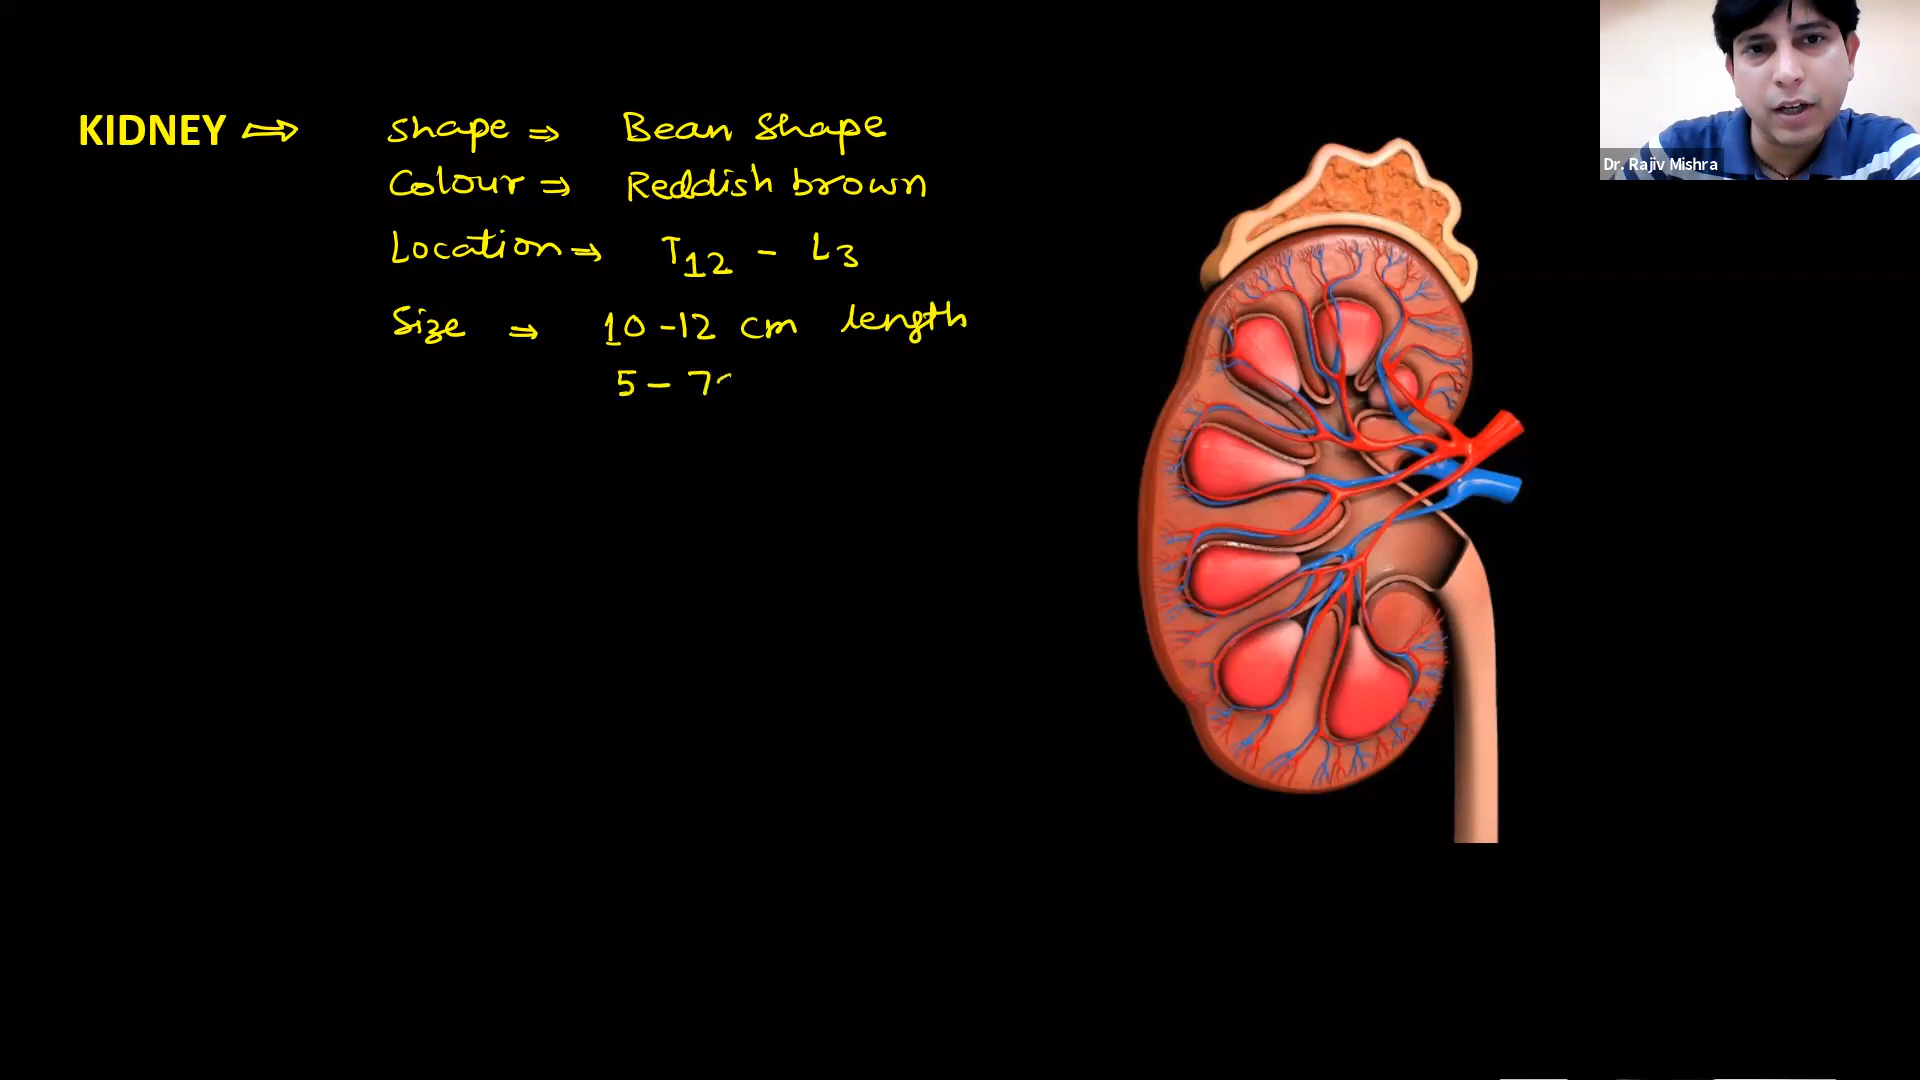 KIDNEY ⇒ Shape ⇒ Bean Shape
Colour ⇒ Reddish brown
Location ⇒ T12 - L3
Size ⇒ 10-12 cm length
5-7
Dr. Rajiv Mishra